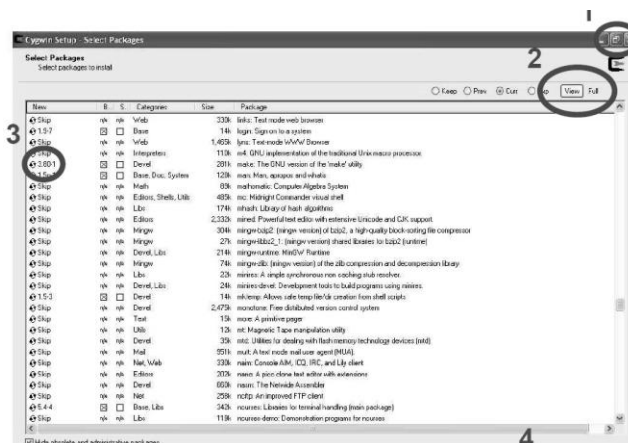 1
Cygwin Setup - Select Packages
2
Select Packages
Select packages to install
Keep Prev Curr Exp View Full
New B... S... Categories Size Package
3
Skip n/a n/a Web 330k links: Text mode web browser
1.9-7 Base 14k login: Sign on to a system
Skip n/a n/a Web 1,465k lynx: Text-mode WWW Browser
Skip n/a n/a Interpreters 110k m4: GNU implementation of the traditional Unix macro processor
3.80-1 Devel 281k make: The GNU version of the 'make' utility
Base, Doc, System 120k man: Man, apropos and whatis
Skip n/a n/a Math 89k mathomatic: Computer Algebra System
Skip n/a n/a Editors, Shells, Utils 485k mc: Midnight Commander visual shell
Skip n/a n/a Libs 174k mhash: Library of hash algorithms
Skip n/a n/a Editors 2,332k mined: Powerful text editor with extensive Unicode and CJK support
Skip n/a n/a Mingw 304k mingw-bzip2: (mingw version) of bzip2, a high-quality block-sorting file compressor
Skip n/a n/a Mingw 27k mingw-libbz2_1: (mingw version) shared libraries for bzip2 (runtime)
Skip n/a n/a Devel, Libs 214k mingw-runtime: MinGW Runtime
Skip n/a n/a Mingw 74k mingw-zlib: (mingw version) of the zlib compression and decompression library
Skip n/a n/a Libs 22k minires: A simple synchronous non caching stub resolver.
Skip n/a n/a Devel, Libs 24k minires-devel: Development tools to build programs using minires.
1.5-3 Devel 14k mktemp: Allows safe temp file/dir creation from shell scripts
Skip n/a n/a Devel 2,475k monotone: Free distributed version control system
Skip n/a n/a Text 15k more: A primitive pager
Skip n/a n/a Utils 12k mt: Magnetic Tape manipulation utility
Skip n/a n/a Devel 35k mtd: Utilities for dealing with flash memory technology devices (mtd)
Skip n/a n/a Mail 951k mutt: A text mode mail user agent (MUA).
Skip n/a n/a Net, Web 330k naim: Console AIM, ICQ, IRC, and Lily client
Skip n/a n/a Editors 202k nano: A pico clone text editor with extensions
Skip n/a n/a Devel 660k nasm: The Netwide Assembler
Skip n/a n/a Net 258k ncftp: An improved FTP client
5.4-4 Base, Libs 342k ncurses: Libraries for terminal handling (main package)
Skip n/a n/a Libs 119k ncurses-demo: Demonstration programs for ncurses
Hide obsolete and administrative packages
4